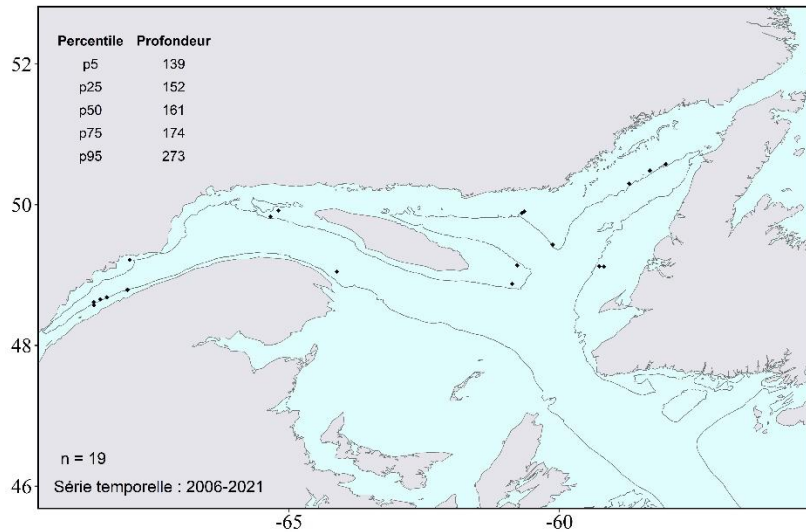 Percentile Profondeur
p5 139
p25 152
p50 161
p75 174
p95 273
52
50
48
46
n = 19
Série temporelle : 2006-2021
-65 -60